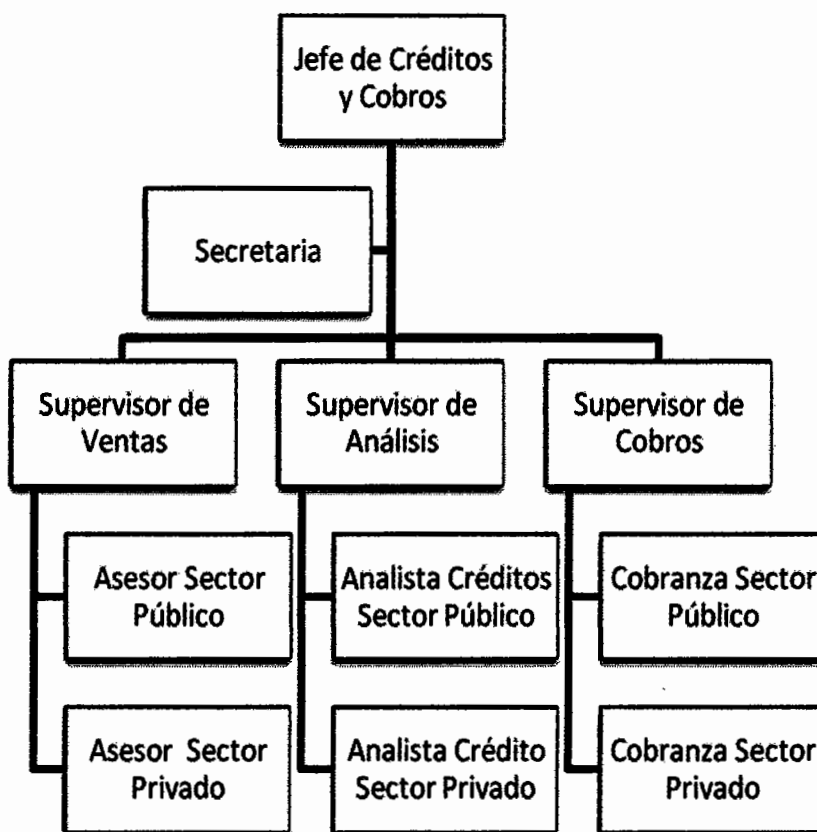 Jefe de Créditos
y Cobros
Secretaria
Supervisor de
Ventas
Supervisor de
Análisis
Supervisor de
Cobros
Asesor Sector
Público
Analista Créditos
Sector Público
Cobranza Sector
Público
Asesor Sector
Privado
Analista Crédito
Sector Privado
Cobranza Sector
Privado